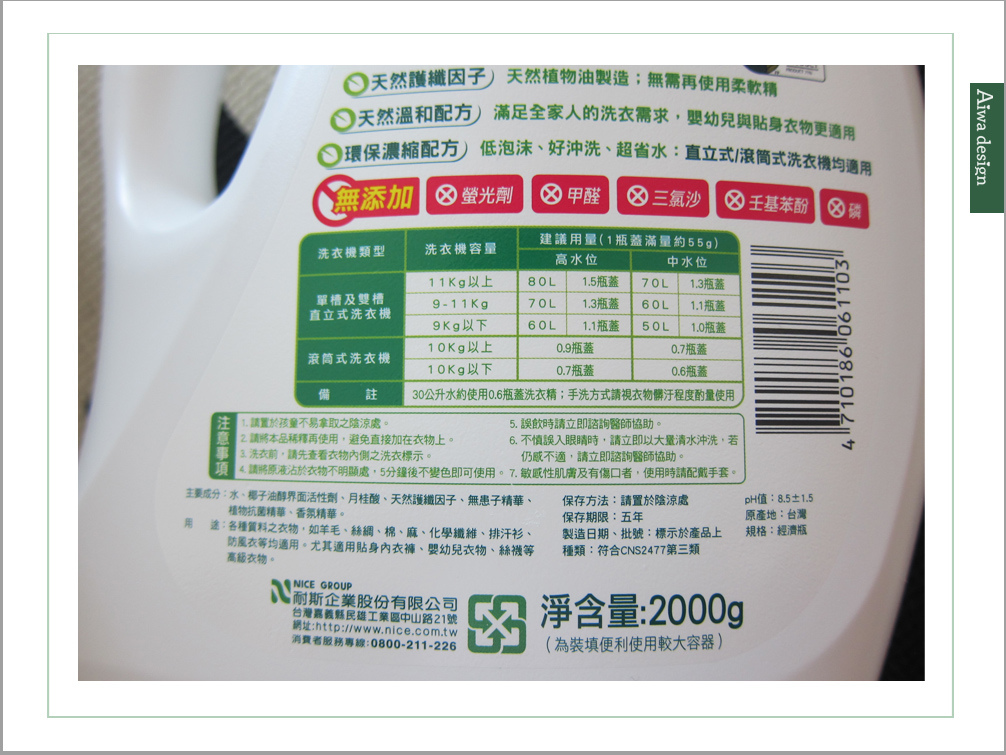 Aiwa design
天然護纖因子 天然植物油製造；無需再使用柔軟精
天然溫和配方 滿足全家人的洗衣需求，嬰幼兒與貼身衣物更適用
環保濃縮配方 低泡沫、好沖洗、超省水：直立式/滾筒式洗衣機均適用
無添加 螢光劑 甲醛 三氯沙 壬基苯酚 磷
洗衣機類型 洗衣機容量 建議用量(1瓶蓋滿量約55g)
高水位 中水位
單槽及雙槽
直立式洗衣機
11Kg以上 80L 1.5瓶蓋 70L 1.3瓶蓋
9-11Kg 70L 1.3瓶蓋 60L 1.1瓶蓋
9Kg以下 60L 1.1瓶蓋 50L 1.0瓶蓋
滾筒式洗衣機
10Kg以上 0.9瓶蓋 0.7瓶蓋
10Kg以下 0.7瓶蓋 0.6瓶蓋
備註 30公升水約使用0.6瓶蓋洗衣精；手洗方式請視衣物髒汙程度酌量使用
4710186061103
注意事項
1. 請置於孩童不易拿取之陰涼處。
2. 請將本品稀釋再使用，避免直接加在衣物上。
3. 洗衣前，請先查看衣物內側之洗衣標示。
4. 請將原液沾於衣物不明顯處，5分鐘後不變色即可使用。
5. 誤飲時請立即諮詢醫師協助。
6. 不慎誤入眼睛時，請立即以大量清水沖洗，若
仍感不適，請立即諮詢醫師協助。
7. 敏感性肌膚及有傷口者，使用時請配戴手套。
主要成分：水、椰子油醇界面活性劑、月桂酸、天然護纖因子、無患子精華、
植物抗菌精華、香氛精華。
用途：各種質料之衣物，如羊毛、絲綢、棉、麻、化學纖維、排汗衫、
防風衣等均適用。尤其適用貼身內衣褲、嬰幼兒衣物、絲襪等
高級衣物。
保存方法：請置於陰涼處
保存期限：五年
製造日期、批號：標示於產品上
種類：符合CNS2477第三類
pH值：8.5±1.5
原產地：台灣
規格：經濟瓶
NICE GROUP
耐斯企業股份有限公司
台灣嘉義縣民雄工業區中山路21號
網址:http://www.nice.com.tw
消費者服務專線:0800-211-226
淨含量:2000g
(為裝填便利使用較大容器)